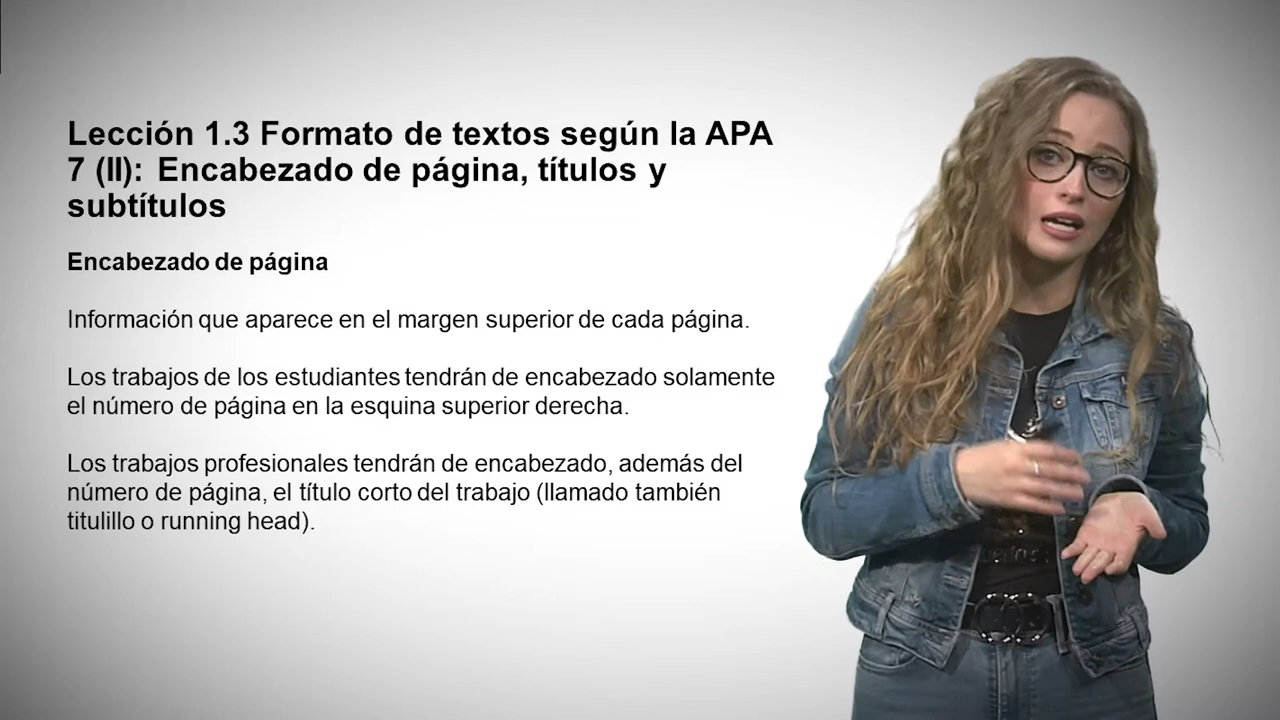 Lección 1.3 Formato de textos según la APA
7 (II): Encabezado de página, títulos y
subtítulos
Encabezado de página
Información que aparece en el margen superior de cada página.
Los trabajos de los estudiantes tendrán de encabezado solamente
el número de página en la esquina superior derecha.
Los trabajos profesionales tendrán de encabezado, además del
número de página, el título corto del trabajo (llamado también
titulillo o running head).